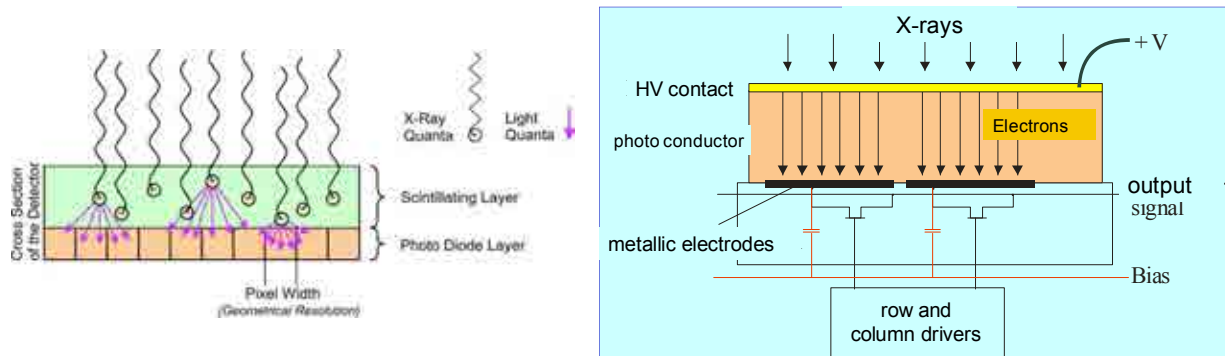 X-Ray
Quanta
Light
Quanta
Cross Section
of the Detector
Scintillating Layer
Photo Diode Layer
Pixel Width
(Geometrical Resolution)
X-rays
+ V
HV contact
photo conductor
Electrons
output
signal
metallic electrodes
Bias
row and
column drivers